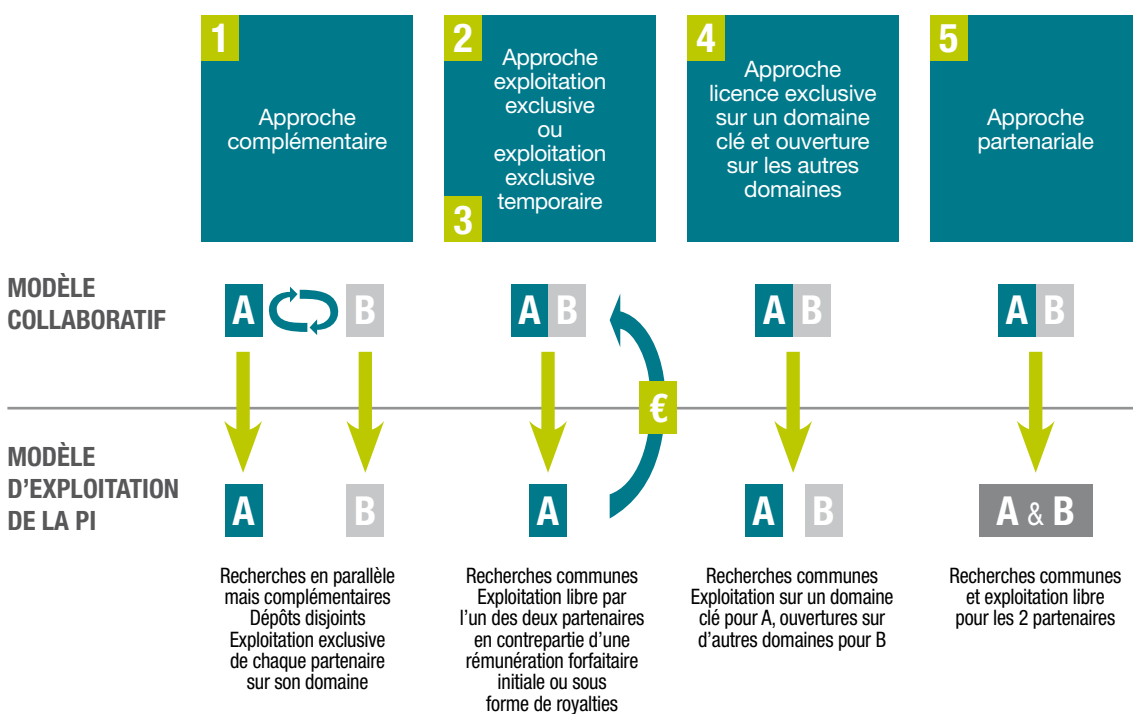 1
Approche
complémentaire
2
Approche
exploitation
exclusive
ou
exploitation
exclusive
temporaire
3
4
Approche
licence exclusive
sur un domaine
clé et ouverture
sur les autres
domaines
5
Approche
partenariale
MODÈLE
COLLABORATIF
A B
A B
A B
A B
€
MODÈLE
D'EXPLOITATION
DE LA PI
A B
A
A B
A & B
Recherches en parallèle
mais complémentaires
Dépôts disjoints
Exploitation exclusive
de chaque partenaire
sur son domaine
Recherches communes
Exploitation libre par
l'un des deux partenaires
en contrepartie d'une
rémunération forfaitaire
initiale ou sous
forme de royalties
Recherches communes
Exploitation sur un domaine
clé pour A, ouvertures sur
d'autres domaines pour B
Recherches communes
et exploitation libre
pour les 2 partenaires